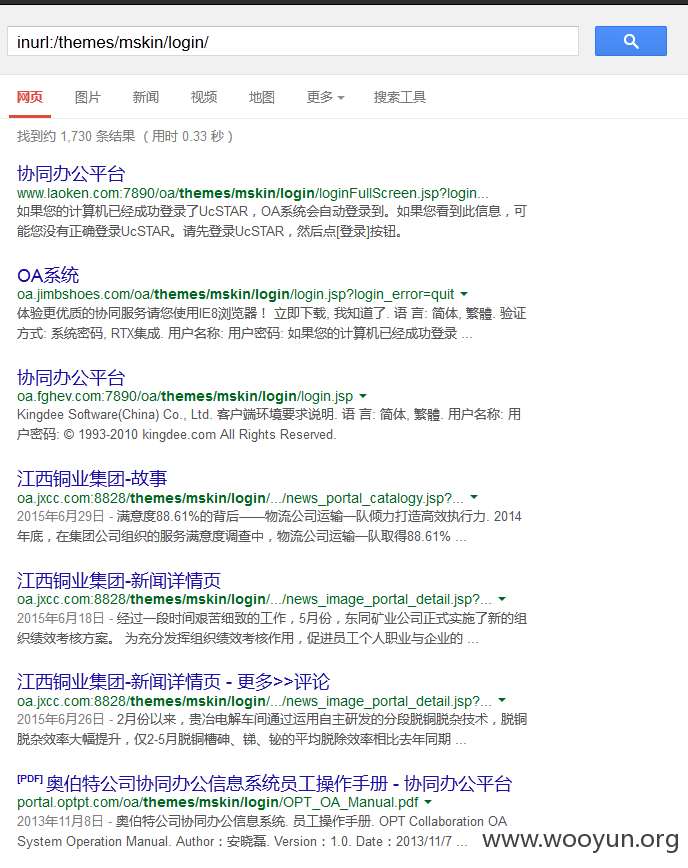 inurl:/themes/mskin/login/
网页 图片 新闻 视频 地图 更多 搜索工具
找到约 1,730 条结果 （用时 0.33 秒）
协同办公平台
www.laoken.com:7890/oa/themes/mskin/login/loginFullScreen.jsp?login...
如果您的计算机已经成功登录了UcSTAR，OA系统会自动登录到。如果您看到此信息，可
能您没有正确登录UcSTAR。请先登录UcSTAR，然后点[登录]按钮。
OA系统
oa.jimbshoes.com/oa/themes/mskin/login/login.jsp?login_error=quit
体验更优质的协同服务请您使用IE8浏览器！ 立即下载, 我知道了. 语 言: 简体, 繁體. 验证
方式: 系统密码, RTX集成. 用户名称: 用户密码: 如果您的计算机已经成功登录 ...
协同办公平台
oa.fghev.com:7890/oa/themes/mskin/login/login.jsp
Kingdee Software(China) Co., Ltd. 客户端环境要求说明. 语 言: 简体, 繁體. 用户名称: 用
户密码: © 1993-2010 kingdee.com All Rights Reserved.
江西铜业集团-故事
oa.jxcc.com:8828/themes/mskin/login/.../news_portal_catalogy.jsp?...
2015年6月29日 - 满意度88.61%的背后——物流公司运输一队倾力打造高效执行力. 2014
年底，在集团公司组织的服务满意度调查中，物流公司运输一队取得88.61% ...
江西铜业集团-新闻详情页
oa.jxcc.com:8828/themes/mskin/login/.../news_image_portal_detail.jsp?...
2015年6月18日 - 经过一段时间艰苦细致的工作，5月份，东同矿业公司正式实施了新的组
织绩效考核方案。 为充分发挥组织绩效考核作用，促进员工个人职业与企业的 ...
江西铜业集团-新闻详情页 - 更多>>评论
oa.jxcc.com:8828/themes/mskin/login/.../news_image_portal_detail.jsp?...
2015年6月26日 - 2月份以来，贵冶电解车间通过运用自主研发的分段脱铜脱杂技术，脱铜
脱杂效率大幅提升，仅2-5月脱铜槽砷、锑、铋的平均脱除效率相比去年同期 ...
[PDF] 奥伯特公司协同办公信息系统员工操作手册 - 协同办公平台
portal.optpt.com/oa/themes/mskin/login/OPT_OA_Manual.pdf
2013年11月8日 - 奥伯特公司协同办公信息系统. 员工操作手册. OPT Collaboration OA
System Operation Manual. Author：安晓磊. Version：1.0. Date：2013/11/7 ...
www.wooyun.org